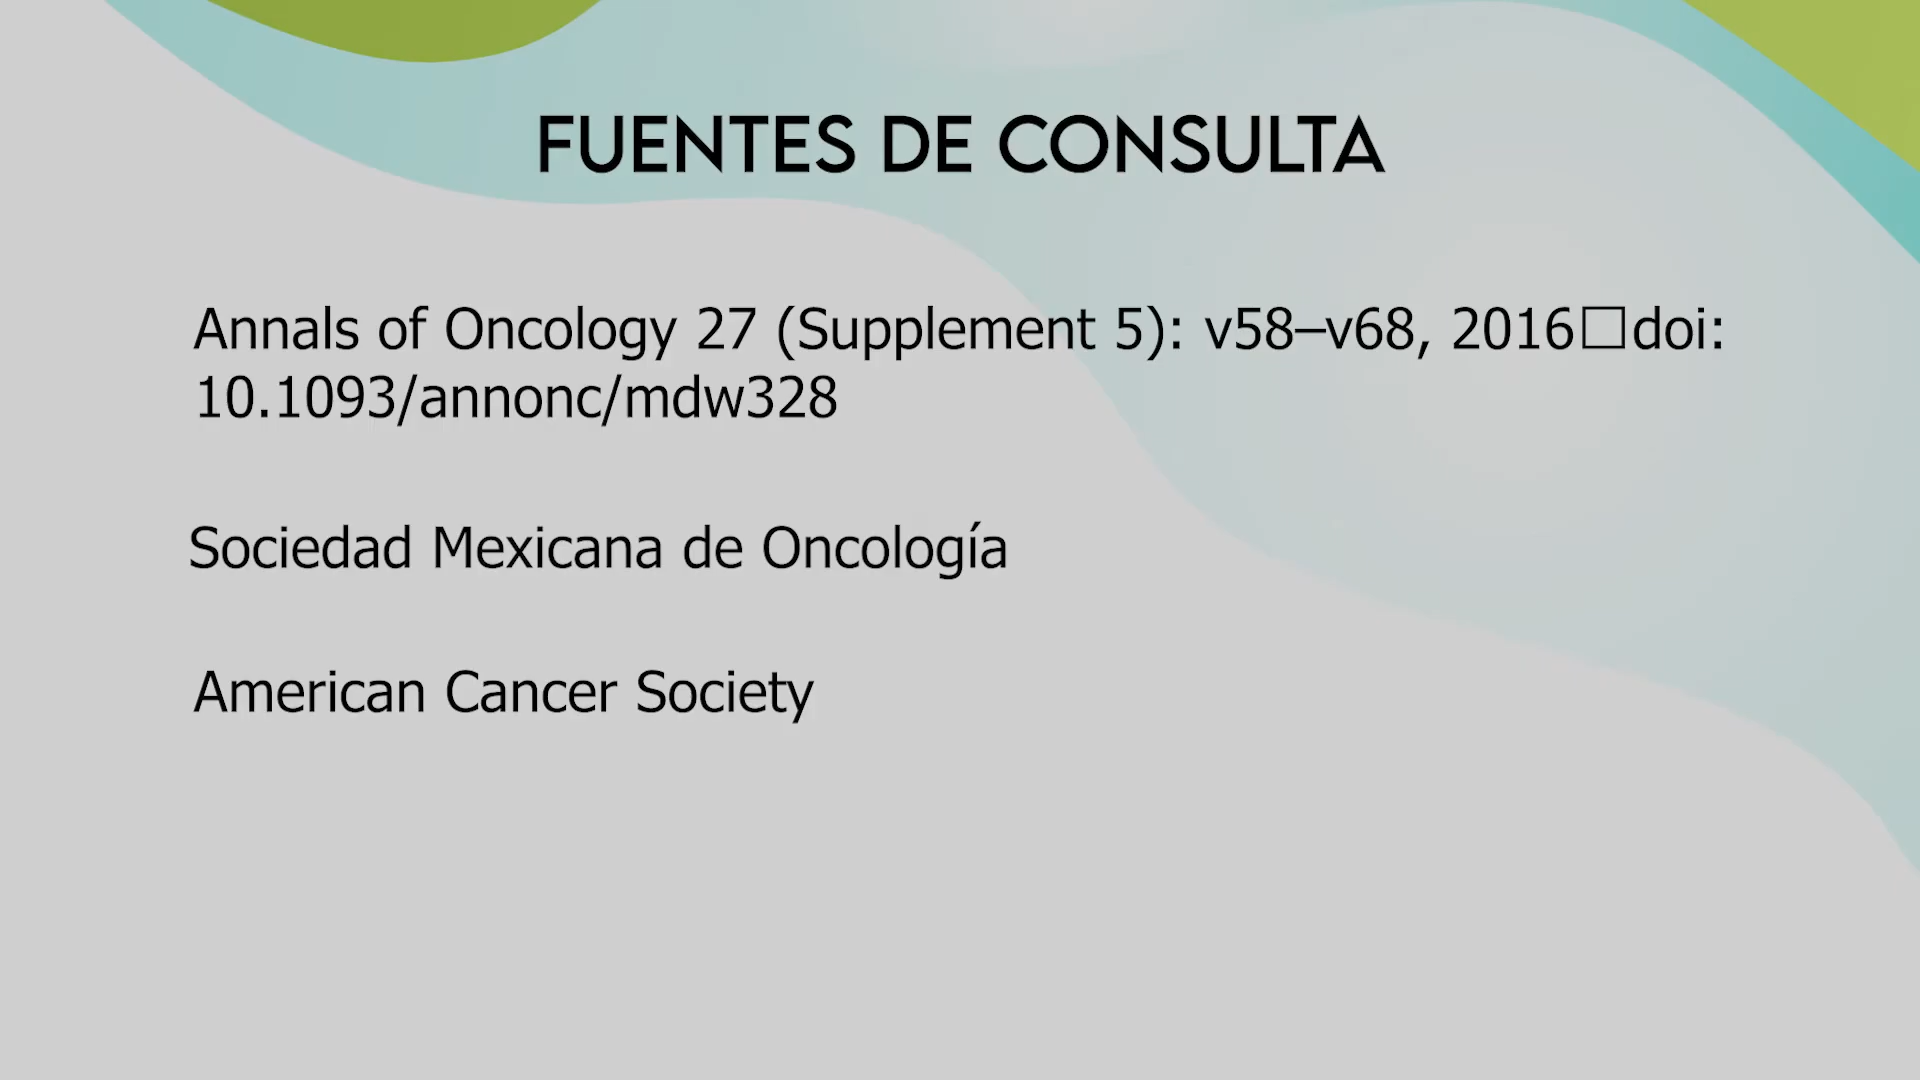 FUENTES DE CONSULTA
Annals of Oncology 27 (Supplement 5): v58–v68, 2016□doi:
10.1093/annonc/mdw328
Sociedad Mexicana de Oncología
American Cancer Society